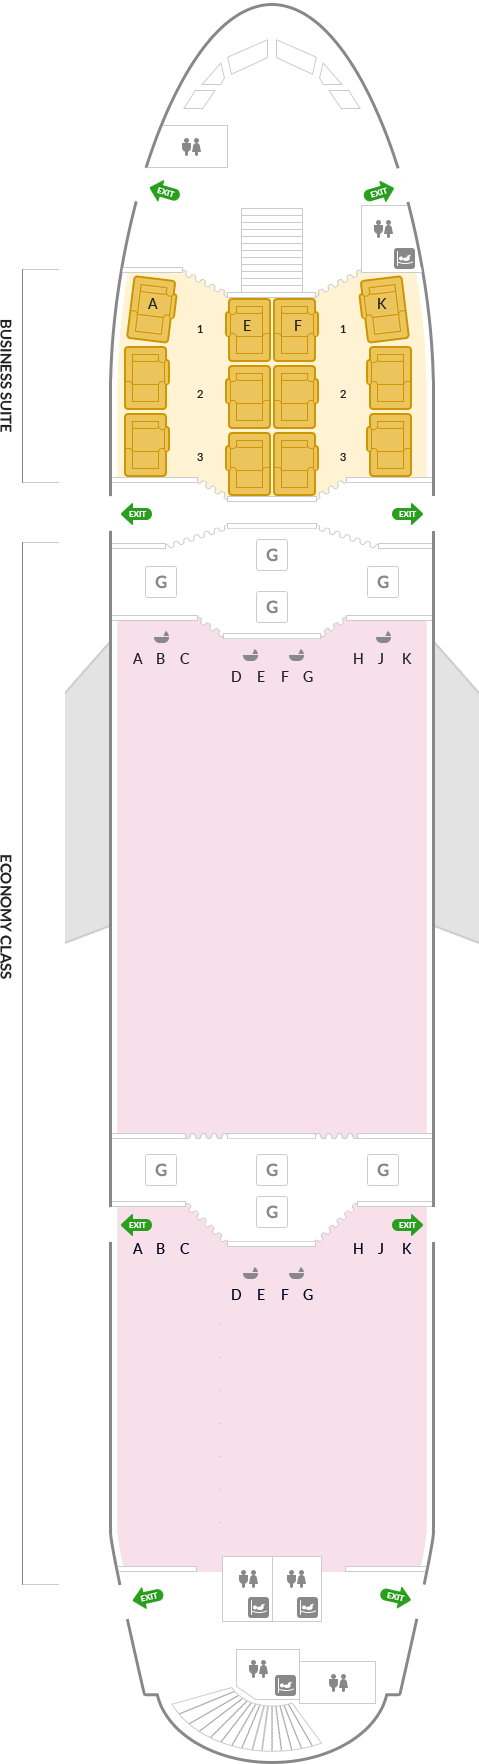 EXIT EXIT
A K
E F
1 1
2 2
3 3
BUSINESS SUITE
EXIT EXIT
G
G G
G
A B C H J K
D E F G
ECONOMY CLASS
G G G
G
EXIT EXIT
A B C H J K
D E F G
EXIT EXIT